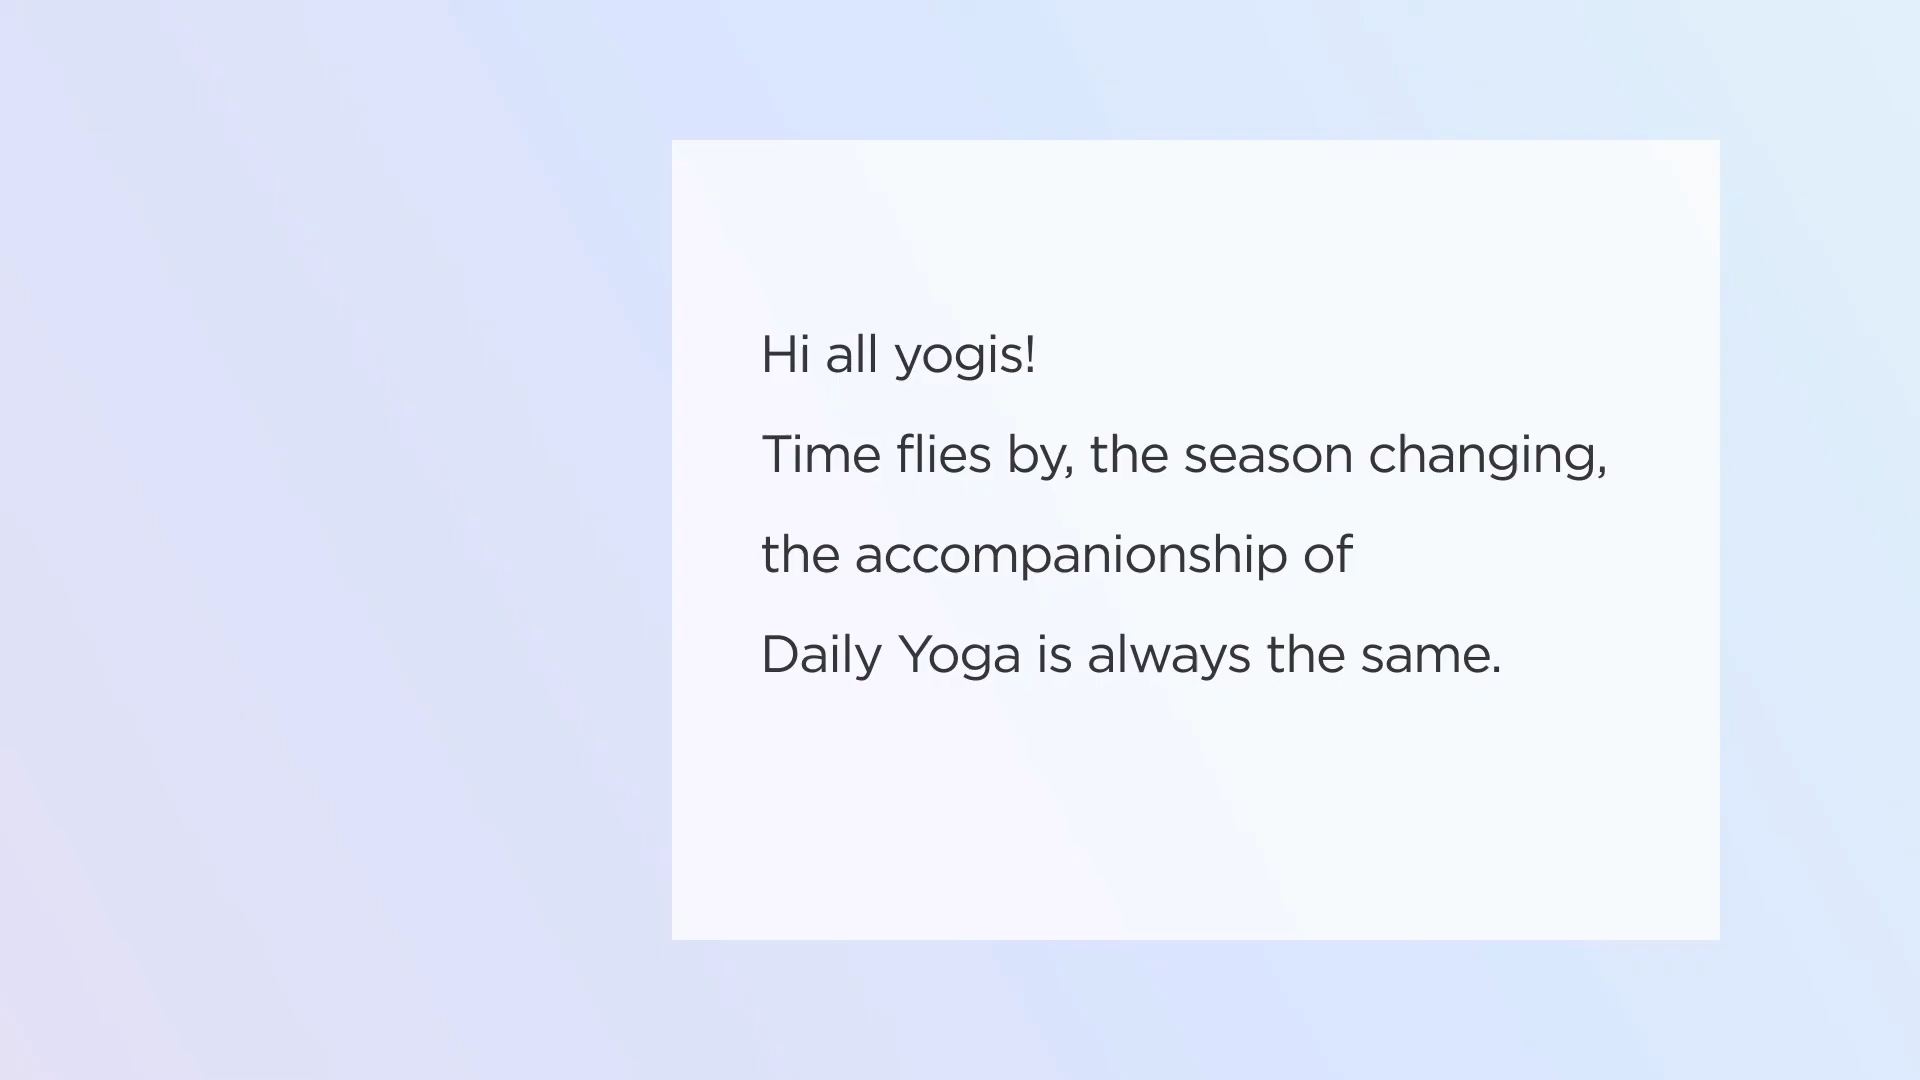 Hi all yogis!
Time flies by, the season changing,
the accompanionship of
Daily Yoga is always the same.